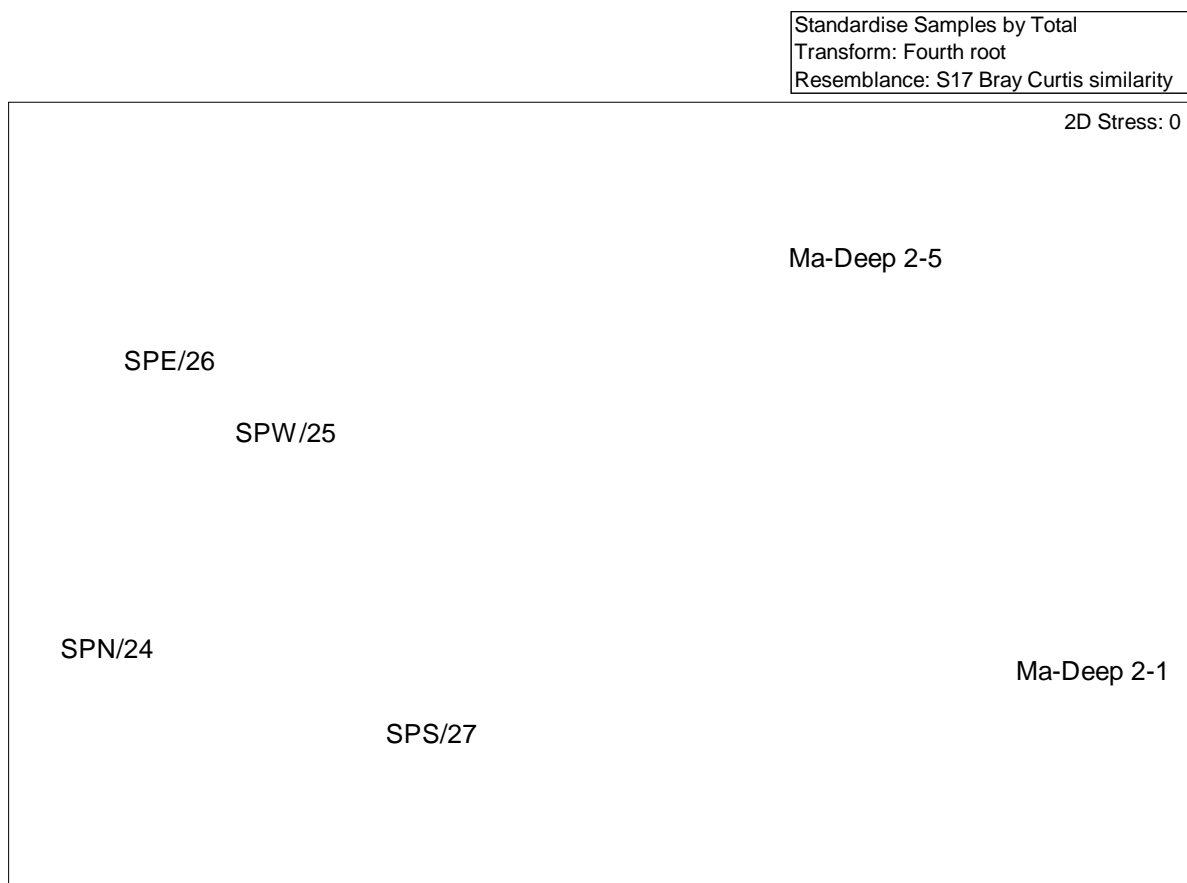 Standardise Samples by Total
Transform: Fourth root
Resemblance: S17 Bray Curtis similarity
2D Stress: 0
Ma-Deep 2-5
SPE/26
SPW/25
SPN/24
Ma-Deep 2-1
SPS/27